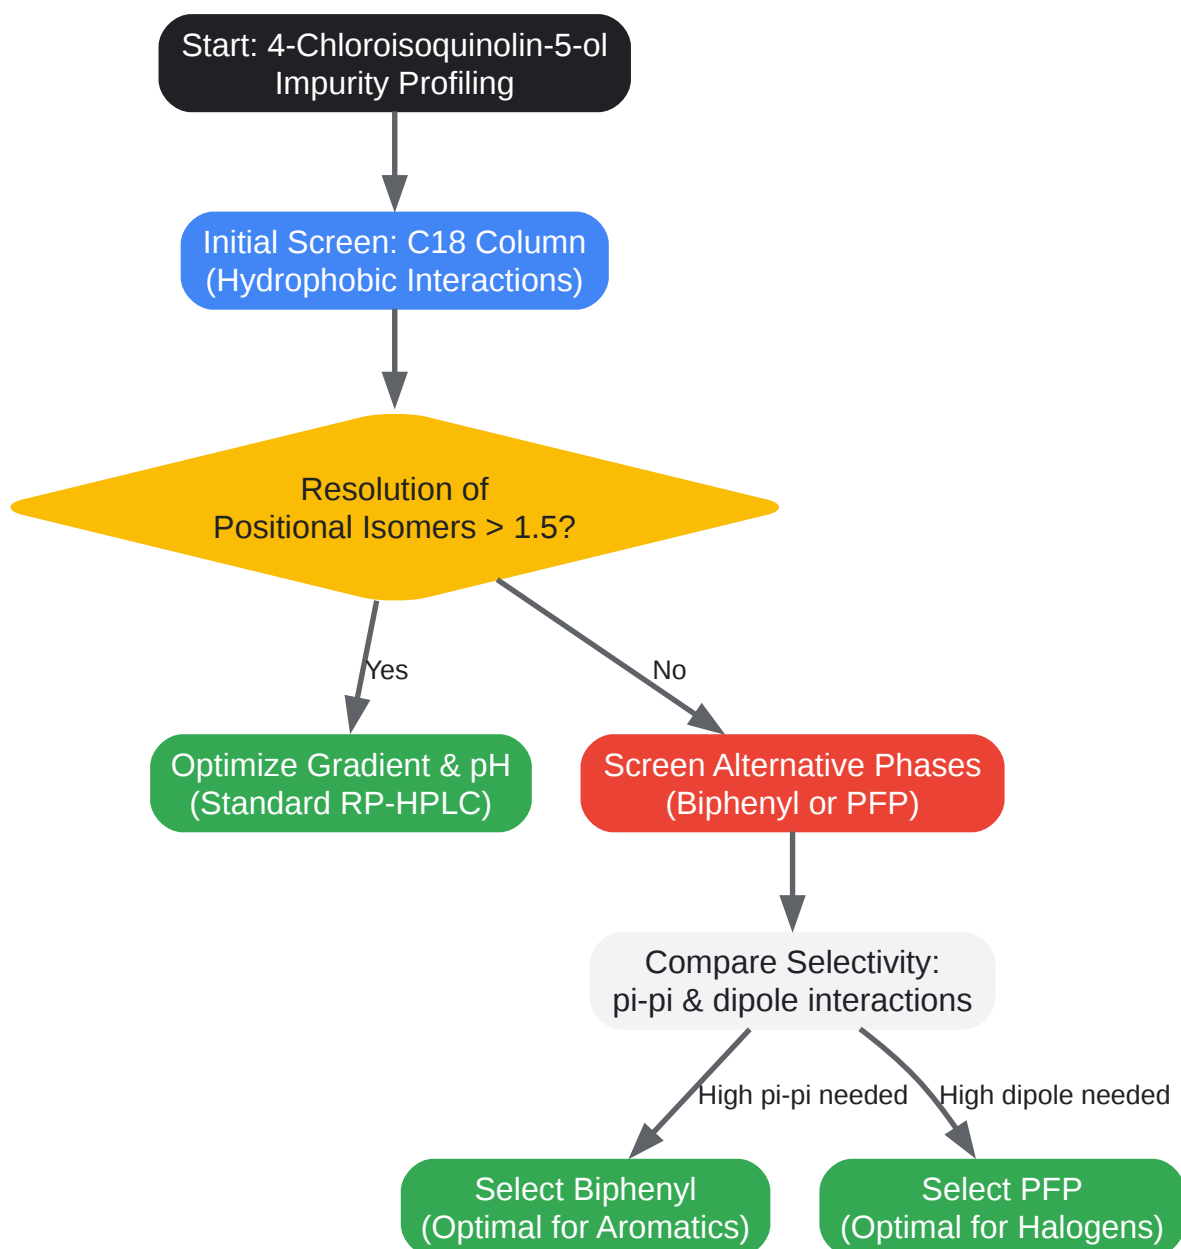 Start: 4-Chloroisoquinolin-5-ol
Impurity Profiling
Initial Screen: C18 Column
(Hydrophobic Interactions)
Resolution of
Positional Isomers > 1.5?
Yes
No
Optimize Gradient & pH
(Standard RP-HPLC)
Screen Alternative Phases
(Biphenyl or PFP)
Compare Selectivity:
pi-pi & dipole interactions
High pi-pi needed
High dipole needed
Select Biphenyl
(Optimal for Aromatics)
Select PFP
(Optimal for Halogens)